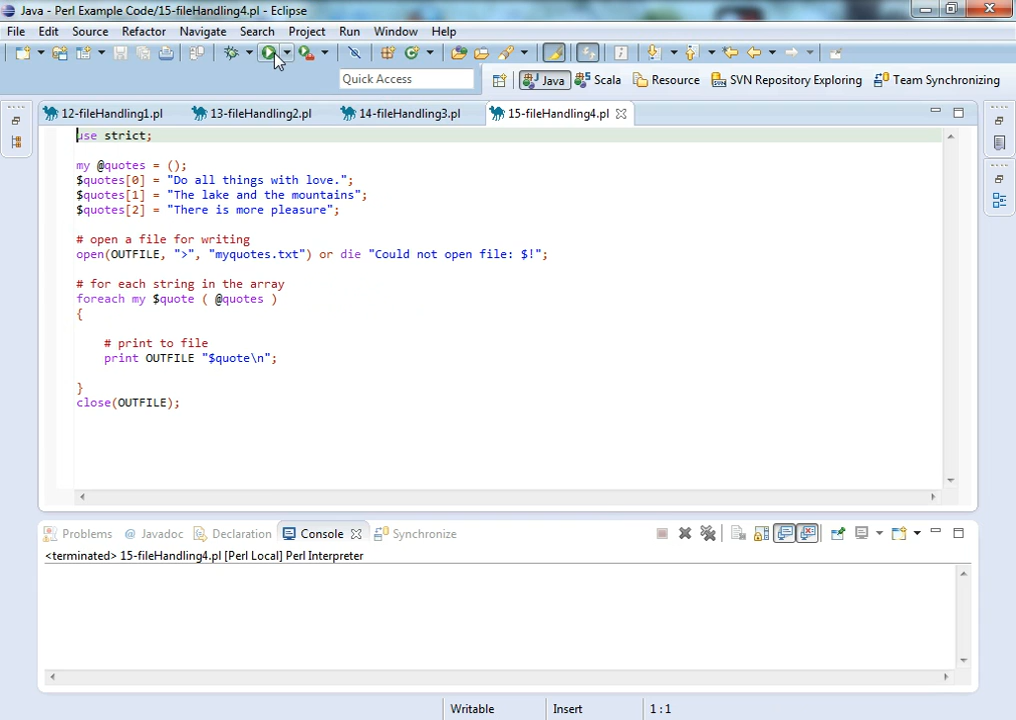 Java - Perl Example Code/15-fileHandling4.pl - Eclipse
File Edit Source Refactor Navigate Search Project Run Window Help
Quick Access Java Scala Resource SVN Repository Exploring Team Synchronizing
12-fileHandling1.pl 13-fileHandling2.pl 14-fileHandling3.pl 15-fileHandling4.pl
use strict;
my @quotes = ();
$quotes[0] = "Do all things with love.";
$quotes[1] = "The lake and the mountains";
$quotes[2] = "There is more pleasure";
# open a file for writing
open(OUTFILE, ">", "myquotes.txt") or die "Could not open file: $!";
# for each string in the array
foreach my $quote ( @quotes )
{
# print to file
print OUTFILE "$quote\n";
}
close(OUTFILE);
Problems @ Javadoc Declaration Console Synchronize
<terminated> 15-fileHandling4.pl [Perl Local] Perl Interpreter
Writable Insert 1:1